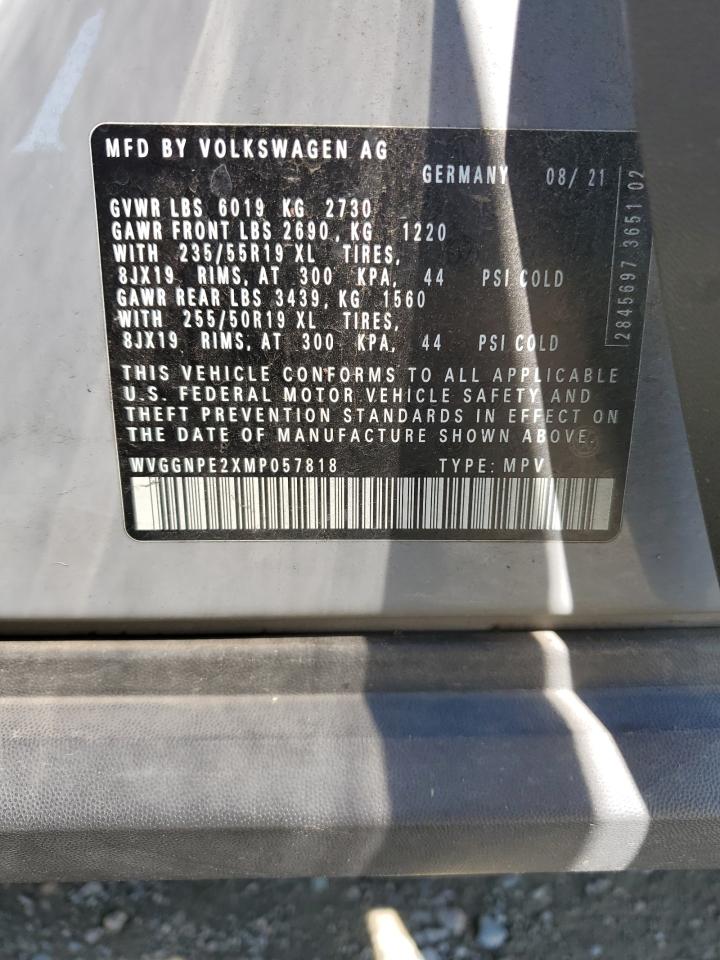 MFD BY VOLKSWAGEN AG
GERMANY 08/ 21
GVWR LBS 6019 KG 2730
GAWR FRONT LBS 2690, KG 1220
WITH 235/55R19 XL TIRES,
8JX19 RIMS, AT 300 KPA, 44 PSI COLD
GAWR REAR LBS 3439, KG 1560
WITH 255/50R19 XL TIRES,
8JX19 RIMS, AT 300 KPA, 44 PSI COLD
THIS VEHICLE CONFORMS TO ALL APPLICABLE
U.S. FEDERAL MOTOR VEHICLE SAFETY AND
THEFT PREVENTION STANDARDS IN EFFECT ON
THE DATE OF MANUFACTURE SHOWN ABOVE.
WVGGNPE2XMP057818 TYPE: MPV
2845697 3651 02